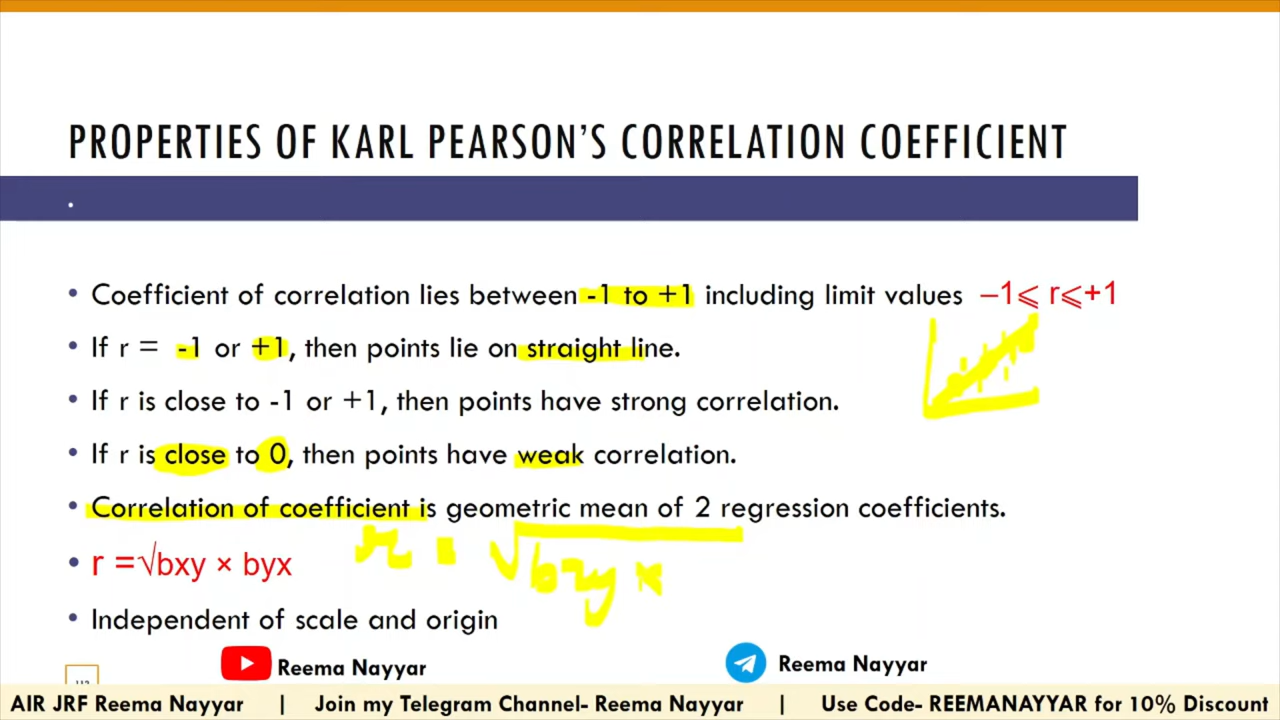 PROPERTIES OF KARL PEARSON'S CORRELATION COEFFICIENT
• Coefficient of correlation lies between -1 to +1 including limit values –1⩽ r⩽+1
• If r = -1 or +1, then points lie on straight line.
• If r is close to -1 or +1, then points have strong correlation.
• If r is close to 0, then points have weak correlation.
• Correlation of coefficient is geometric mean of 2 regression coefficients.
r = √bxy ×
• r =√bxy × byx
• Independent of scale and origin
Reema Nayyar
Reema Nayyar
AIR JRF Reema Nayyar | Join my Telegram Channel- Reema Nayyar | Use Code- REEMANAYYAR for 10% Discount